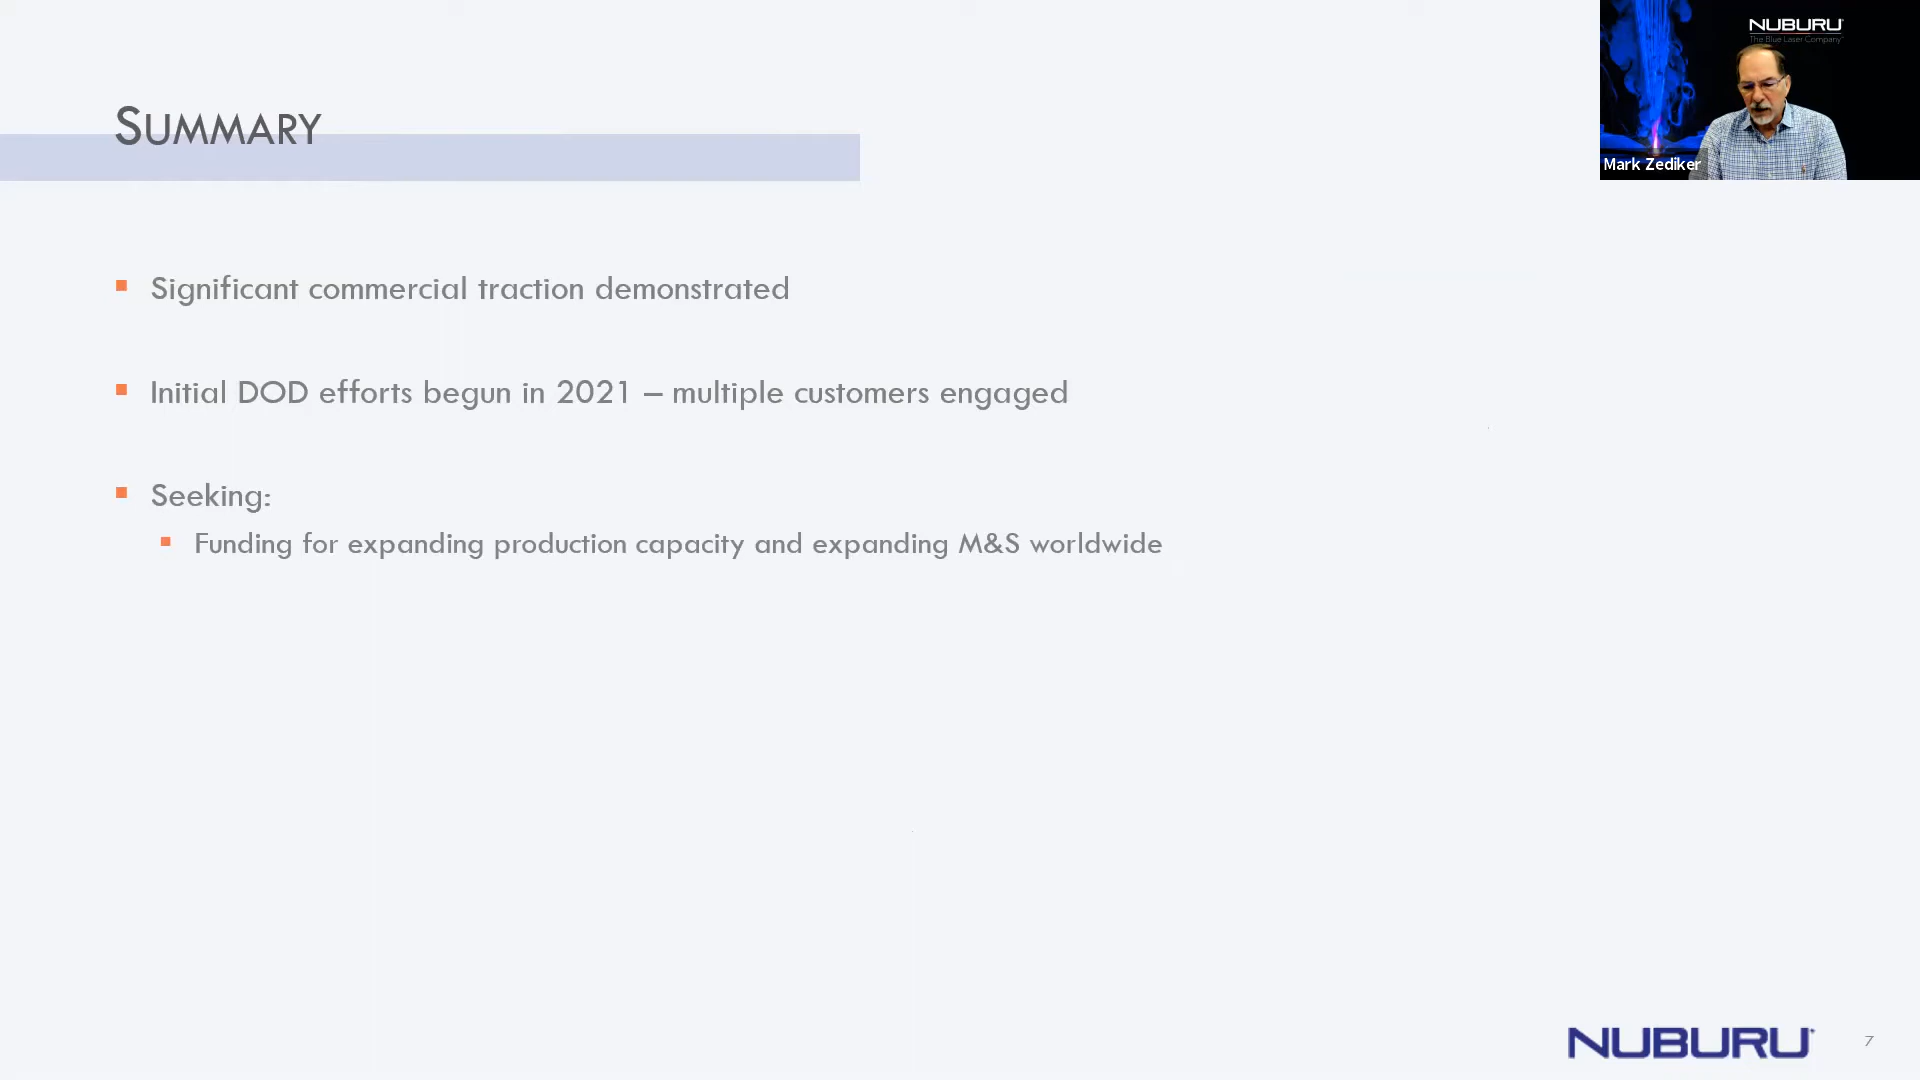 NUBURU
The Blue Laser Company
Mark Zediker
SUMMARY
Significant commercial traction demonstrated
Initial DOD efforts begun in 2021 – multiple customers engaged
Seeking:
Funding for expanding production capacity and expanding M&S worldwide
NUBURU
7